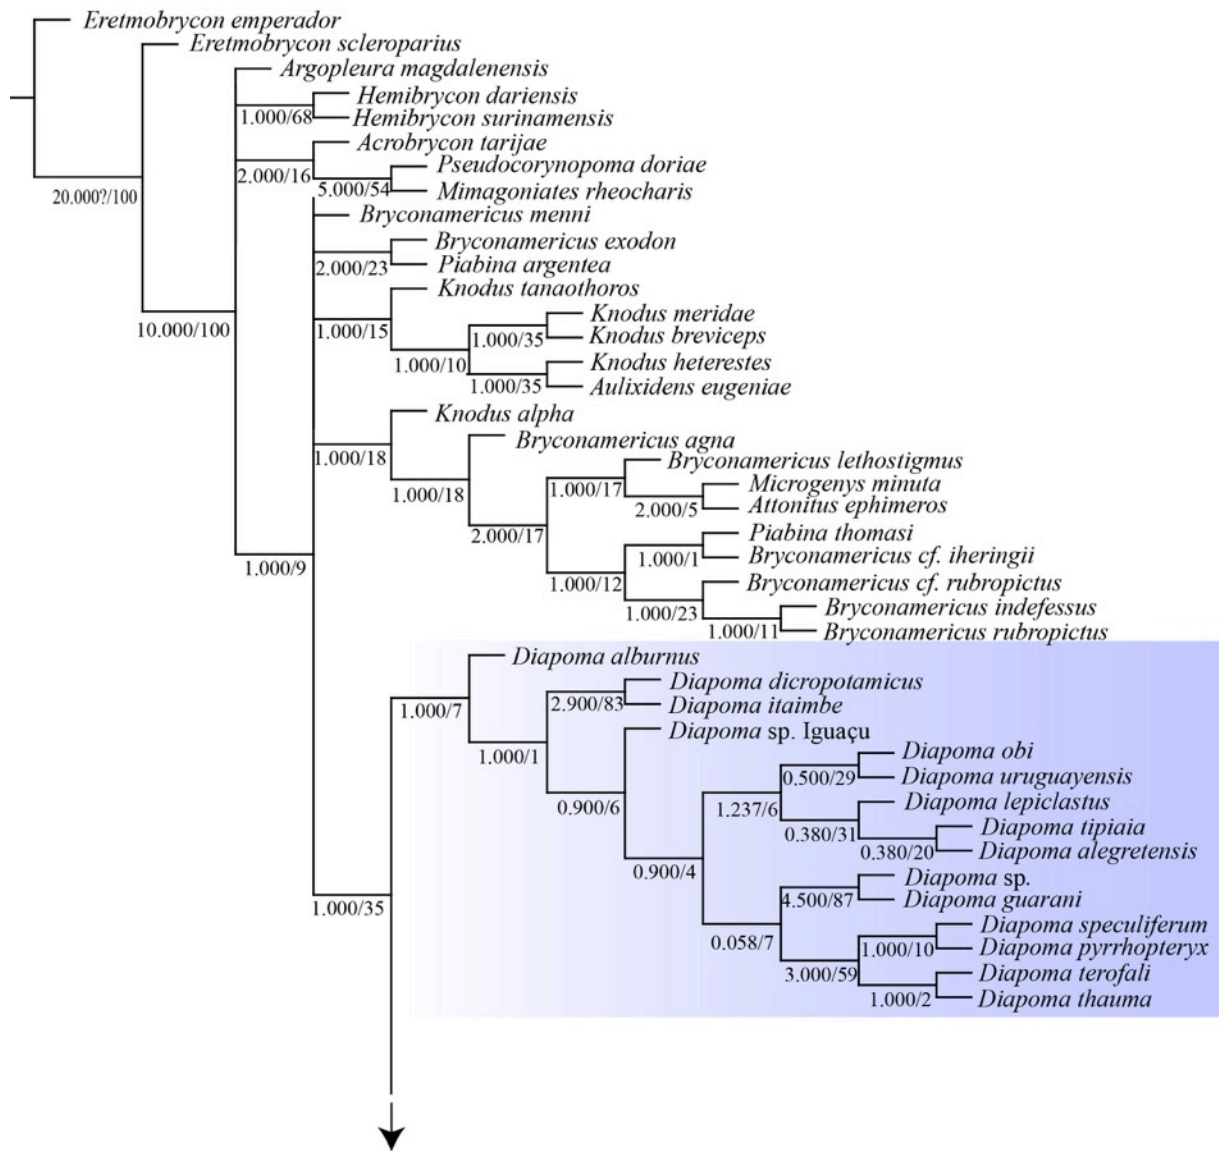 Eretmobrycon emperador
Eretmobrycon scleroparius
Argopleura magdalenensis
Hemibrycon dariensis
1.000/68
Hemibrycon surinamensis
Acrobrycon tarijae
Pseudocorynopoma doriae
2.000/16
5.000/54
Mimagoniates rheocharis
20.000?/100
Bryconamericus menni
Bryconamericus exodon
2.000/23
Piabina argentea
Knodus tanaothoros
Knodus meridae
10.000/100
1.000/15
1.000/35
Knodus breviceps
1.000/10
Knodus heterestes
1.000/35
Aulixidens eugeniae
Knodus alpha
Bryconamericus agna
1.000/18
Bryconamericus lethostigmus
1.000/18
1.000/17
Microgenys minuta
2.000/5
Attonitus ephimeros
2.000/17
Piabina thomasi
1.000/1
Bryconamericus cf. iheringii
1.000/9
1.000/12
Bryconamericus cf. rubropictus
1.000/23
Bryconamericus indefessus
1.000/11
Bryconamericus rubropictus
Diapoma alburnus
Diapoma dicropotamicus
2.900/83
Diapoma itaimbe
1.000/7
Diapoma sp. Iguaçu
1.000/1
Diapoma obi
0.500/29
Diapoma uruguayensis
0.900/6
1.237/6
Diapoma lepiclastus
0.380/31
Diapoma tipiaia
0.380/20
Diapoma alegretensis
0.900/4
Diapoma sp.
4.500/87
Diapoma guarani
1.000/35
Diapoma speculiferum
0.058/7
1.000/10
Diapoma pyrrhopteryx
3.000/59
Diapoma terofali
1.000/2
Diapoma thauma